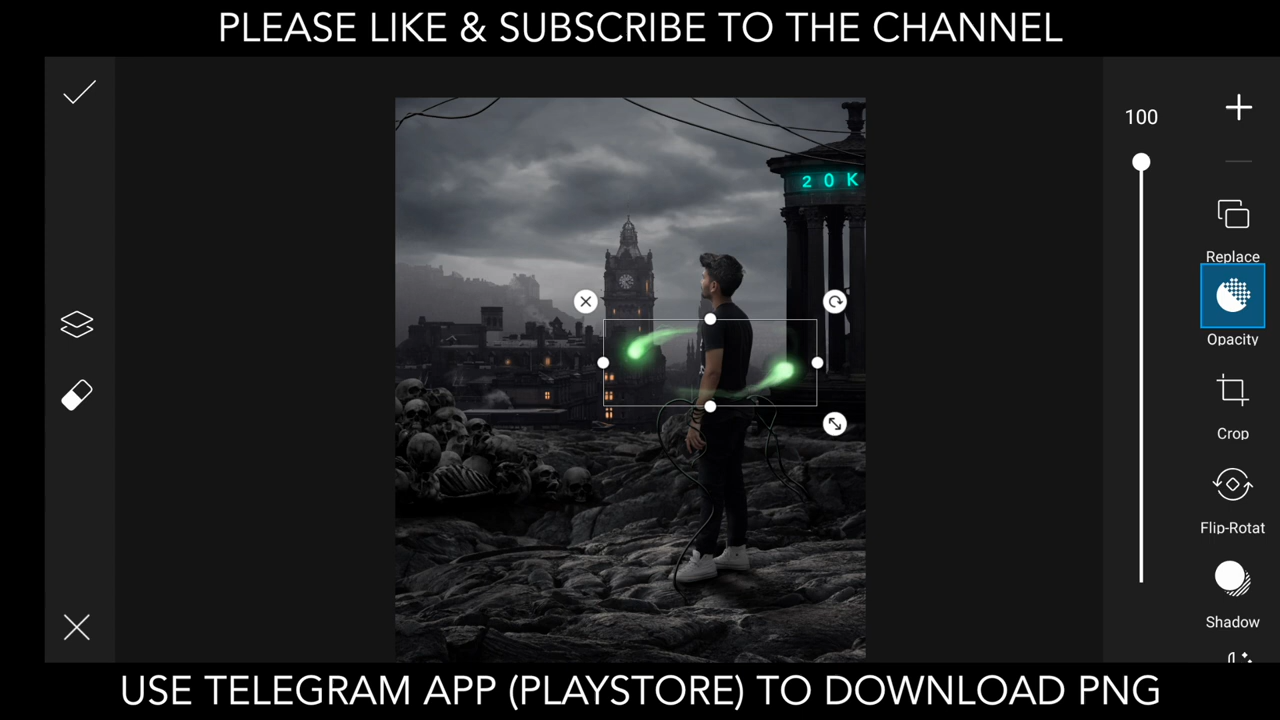 PLEASE LIKE & SUBSCRIBE TO THE CHANNEL
100
20K
Replace
Opacity
Crop
Flip-Rotat
Shadow
USE TELEGRAM APP (PLAYSTORE) TO DOWNLOAD PNG